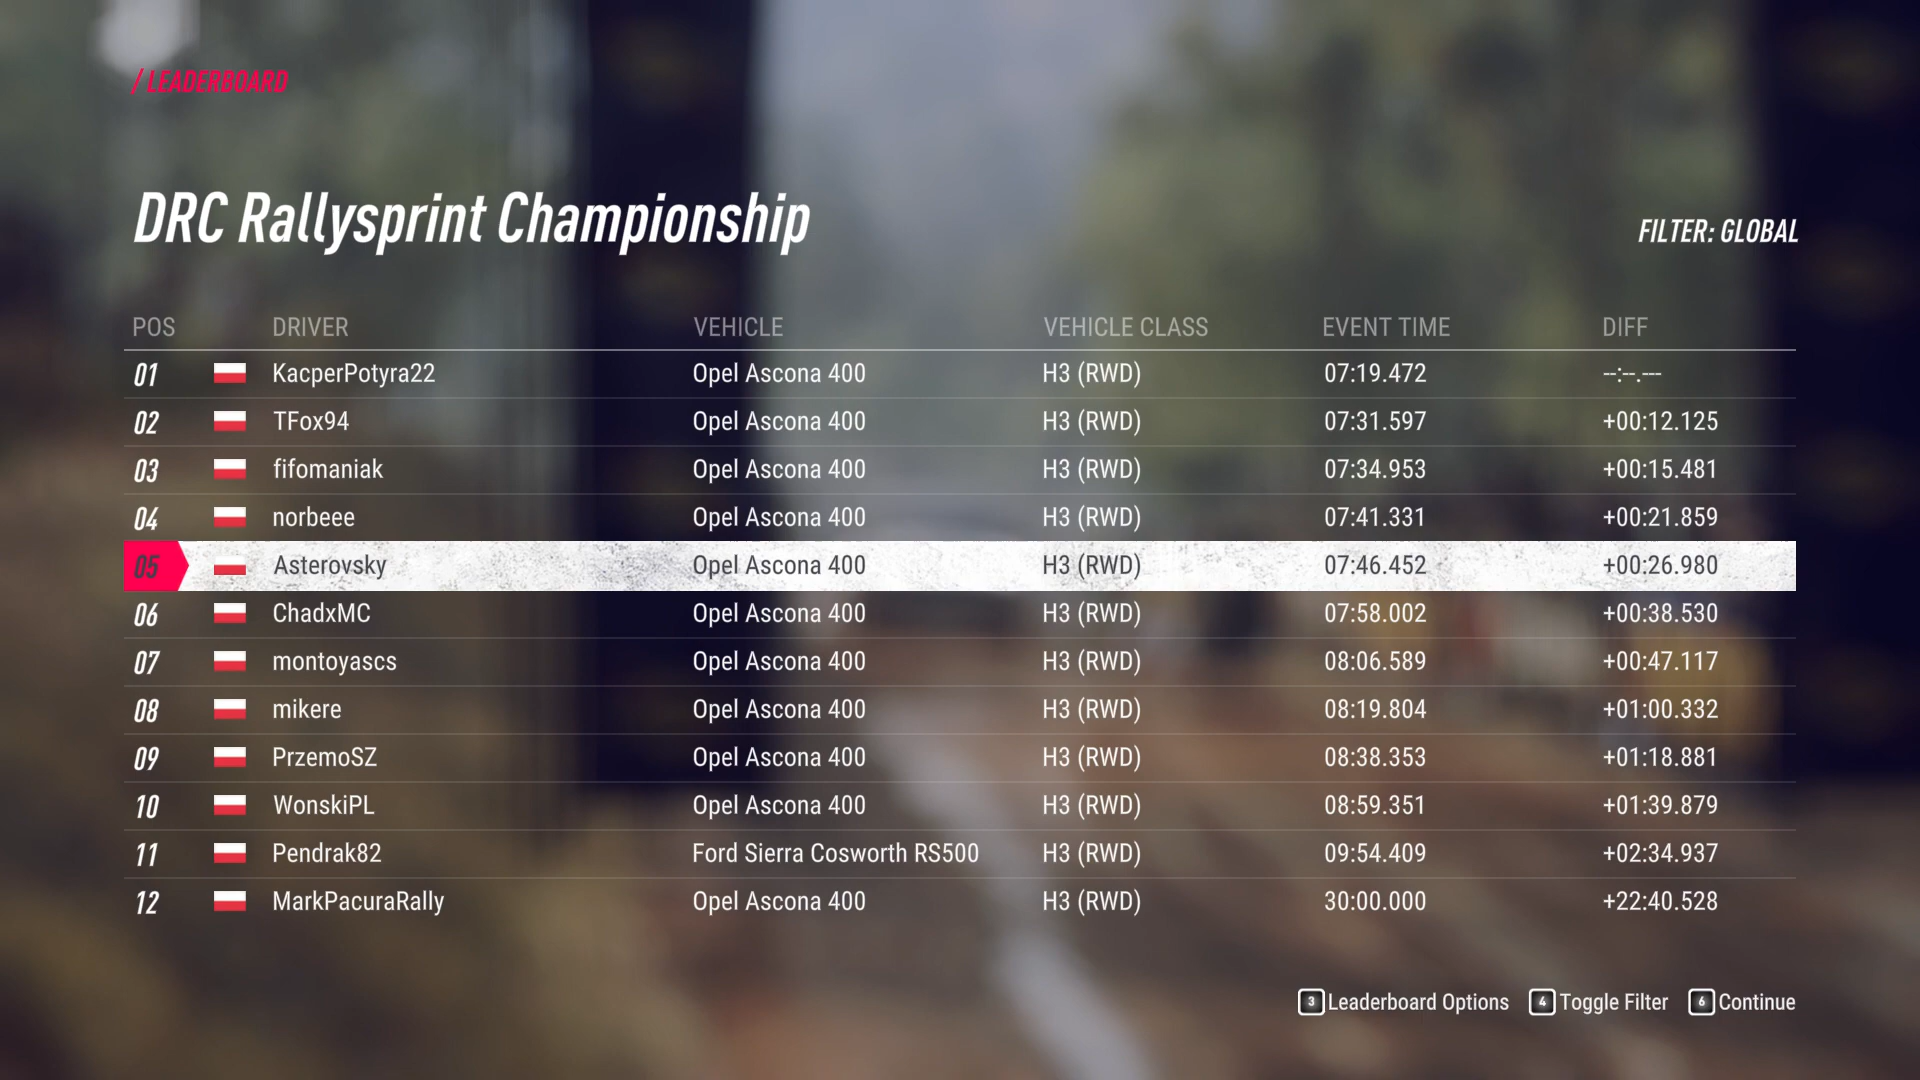 / LEADERBOARD
DRC Rallysprint Championship
FILTER: GLOBAL
POS DRIVER VEHICLE VEHICLE CLASS EVENT TIME DIFF
01 KacperPotyra22 Opel Ascona 400 H3 (RWD) 07:19.472 --:--.---
02 TFox94 Opel Ascona 400 H3 (RWD) 07:31.597 +00:12.125
03 fifomaniak Opel Ascona 400 H3 (RWD) 07:34.953 +00:15.481
04 norbeee Opel Ascona 400 H3 (RWD) 07:41.331 +00:21.859
05 Asterovsky Opel Ascona 400 H3 (RWD) 07:46.452 +00:26.980
06 ChadxMC Opel Ascona 400 H3 (RWD) 07:58.002 +00:38.530
07 montoyascs Opel Ascona 400 H3 (RWD) 08:06.589 +00:47.117
08 mikere Opel Ascona 400 H3 (RWD) 08:19.804 +01:00.332
09 PrzemoSZ Opel Ascona 400 H3 (RWD) 08:38.353 +01:18.881
10 WonskiPL Opel Ascona 400 H3 (RWD) 08:59.351 +01:39.879
11 Pendrak82 Ford Sierra Cosworth RS500 H3 (RWD) 09:54.409 +02:34.937
12 MarkPacuraRally Opel Ascona 400 H3 (RWD) 30:00.000 +22:40.528
3 Leaderboard Options 4 Toggle Filter 6 Continue